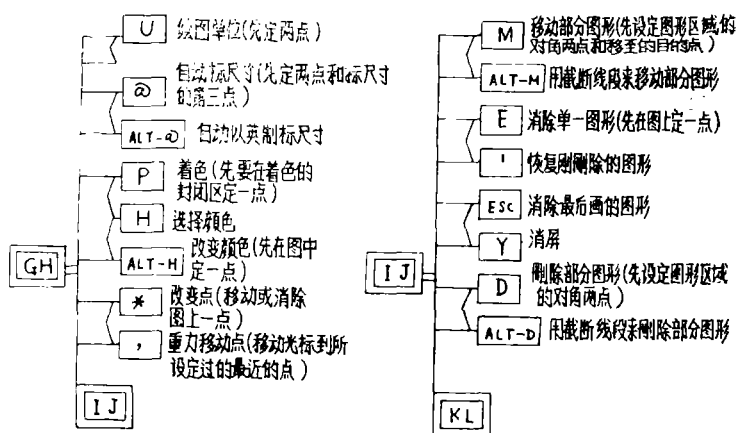 U 绘图单位(先定两点)
@ 自动标尺寸(先定两点和标尺寸
的第三点)
ALT-@ 自动以英制标尺寸
P 着色(先要在着色的
封闭区定一点)
H 选择颜色
GH
ALT-H 改变颜色(先在图中
定一点)
* 改变点(移动或消除
图上一点)
, 重力移动点(移动光标到所
设定过的最近的点)
IJ
M 移动部分图形(先设定图形区域的
对角两点和移至的目的点)
ALT-M 用截断线段来移动部分图形
E 消除单一图形(先在图上定一点)
' 恢复刚删除的图形
ESC 消除最后画的图形
Y 消屏
IJ
D 删除部分图形(先设定图形区域
的对角两点)
ALT-D 用截断线段来删除部分图形
KL